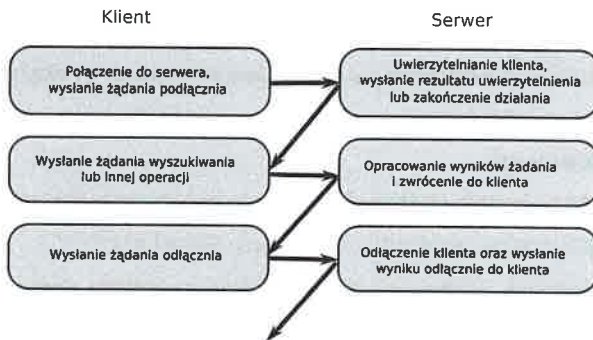 Klient
Serwer
Połączenie do serwera,
wysłanie żądania podłącznia
Uwierzytelnianie klienta,
wysłanie rezultatu uwierzytelnienia
lub zakończenie działania
Wysłanie żądania wyszukiwania
lub innej operacji
Opracowanie wyników żadania
i zwrócenie do klienta
Wysłanie żądania odłącznia
Odłączenie klienta oraz wysłanie
wyniku odłącznie do klienta